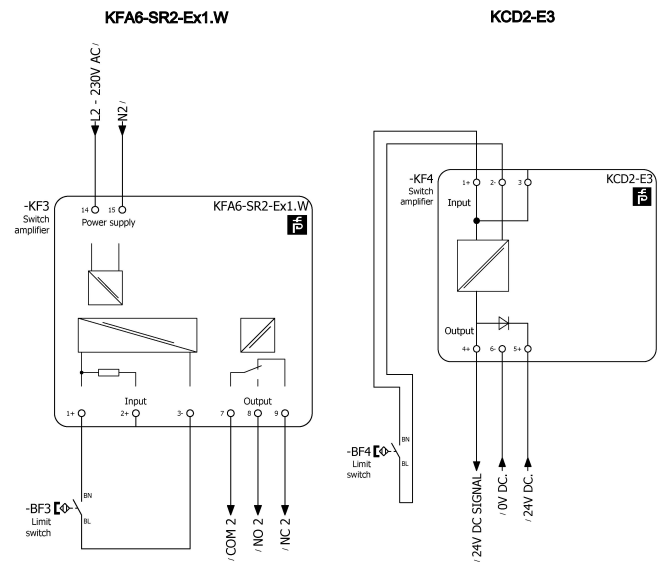 KFA6-SR2-Ex1.W
L2 - 230V AC /
N2 /
-KF3
Switch
amplifier
14
15
KFA6-SR2-Ex1.W
Power supply
Input
Output
1+
2+
3-
7
8
9
-BF3
Limit
switch
BN
BL
/ COM 2
/ NO 2
/ NC 2
KCD2-E3
-KF4
Switch
amplifier
1+
2-
3
KCD2-E3
Input
Output
4+
6-
5+
-BF4
Limit
switch
BN
BL
/ 24V DC SIGNAL
/ 0V DC.
/ 24V DC.